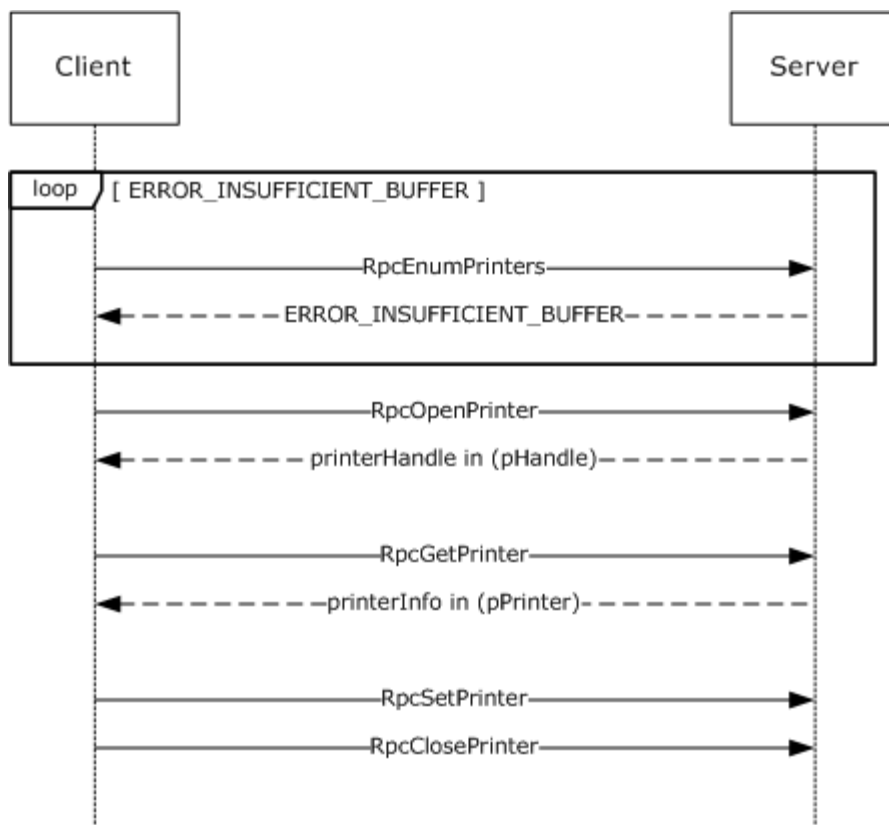 Client
Server
loop
[ ERROR_INSUFFICIENT_BUFFER ]
RpcEnumPrinters
ERROR_INSUFFICIENT_BUFFER
RpcOpenPrinter
printerHandle in (pHandle)
RpcGetPrinter
printerInfo in (pPrinter)
RpcSetPrinter
RpcClosePrinter